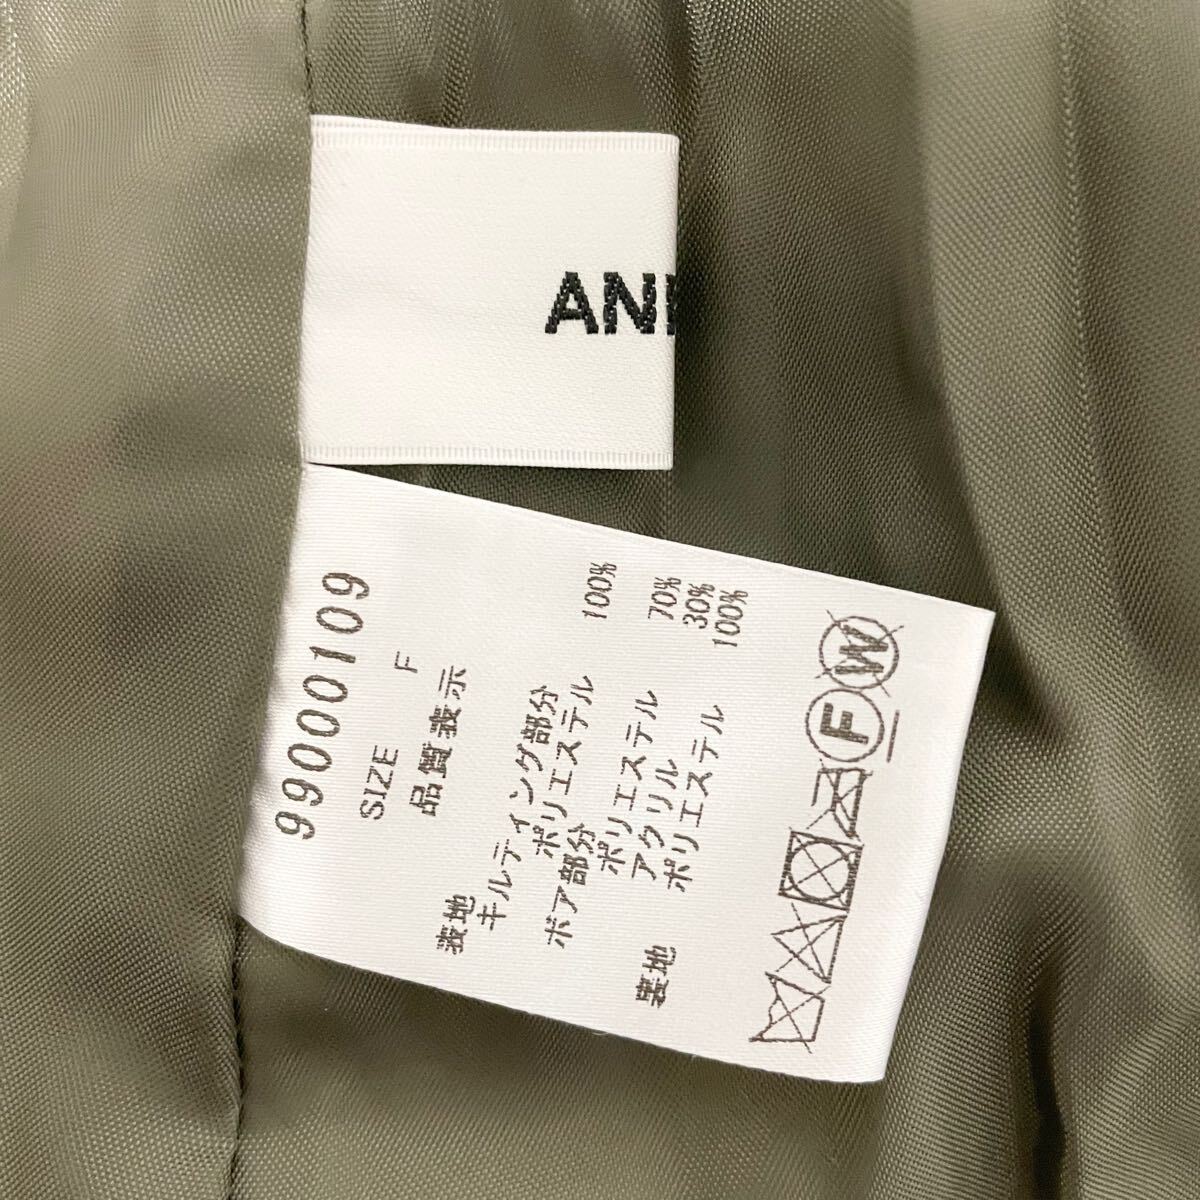 AN
9900109
SIZE F
品質表示
表地
キルティング部分
ポリエステル 100%
ボア部分
ポリエステル 70%
アクリル 30%
裏地 ポリエステル 100%
F W